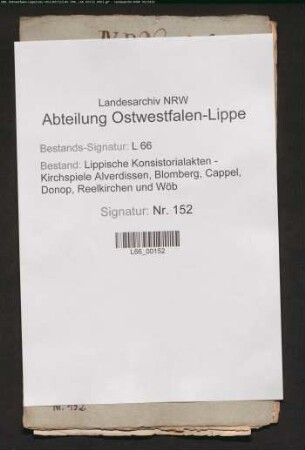 Landesarchiv NRW
Abteilung Ostwestfalen-Lippe
Bestands-Signatur: L 66
Bestand: Lippische Konsistorialakten -
Kirchspiele Alverdissen, Blomberg, Cappel,
Donop, Reelkirchen und Wöb
Signatur: Nr. 152
L66_00152